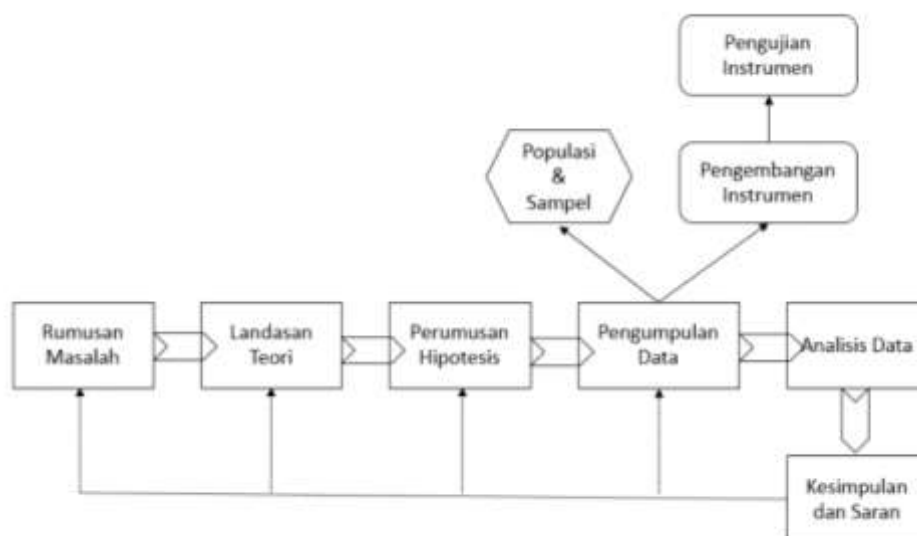 Pengujian
Instrumen
Populasi
&
Sampel
Pengembangan
Instrumen
Rumusan
Masalah
Landasan
Teori
Perumusan
Hipotesis
Pengumpulan
Data
Analisis Data
Kesimpulan
dan Saran